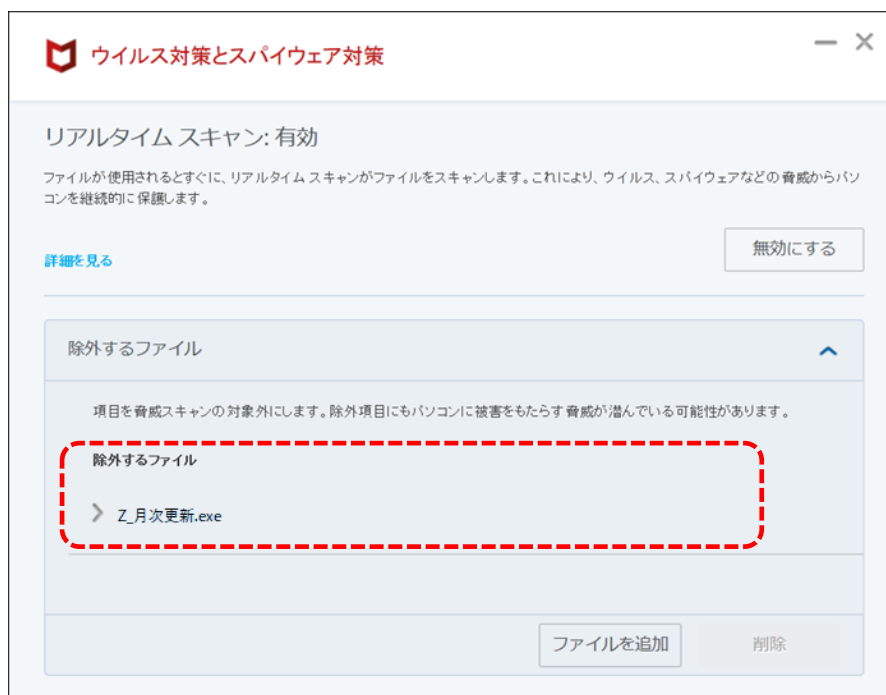 ウイルス対策とスパイウェア対策
リアルタイム スキャン: 有効
ファイルが使用されるとすぐに、リアルタイム スキャンがファイルをスキャンします。これにより、ウイルス、スパイウェアなどの脅威からパソ
コンを継続的に保護します。
詳細を見る
無効にする
除外するファイル
項目を脅威スキャンの対象外にします。除外項目にもパソコンに被害をもたらす脅威が潜んでいる可能性があります。
除外するファイル
Z_月次更新.exe
ファイルを追加
削除